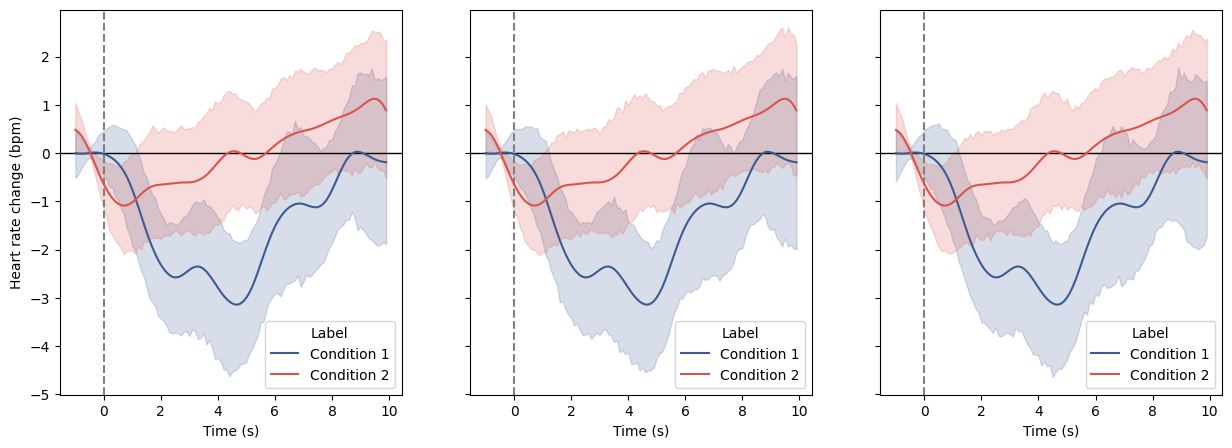 Heart rate change (bpm)
2
1
0
−1
−2
−3
−4
−5
0 2 4 6 8 10
Time (s)
Label
Condition 1
Condition 2
0 2 4 6 8 10
Time (s)
Label
Condition 1
Condition 2
0 2 4 6 8 10
Time (s)
Label
Condition 1
Condition 2